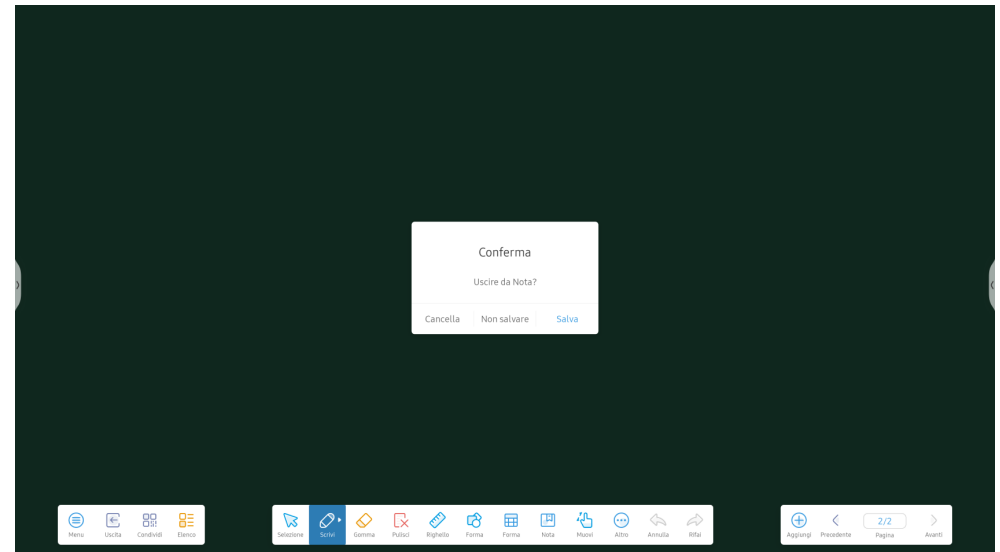 Conferma
Uscire da Nota?
Cancella Non salvare Salva
Menu Uscita Condividi Elenco Selezione Scrivi Gomma Pulisci Righello Forma Forma Nota Muovi Altro Annulla Rifai Aggiungi Precedente 2/2 Pagina Avanti